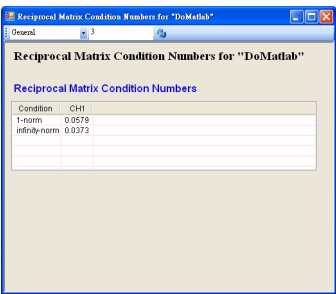 Reciprocal Matrix Condition Numbers for "DoMatlab"
General 3
Reciprocal Matrix Condition Numbers for "DoMatlab"
Reciprocal Matrix Condition Numbers
Condition CH1
1-norm 0.0579
infinity-norm 0.0373